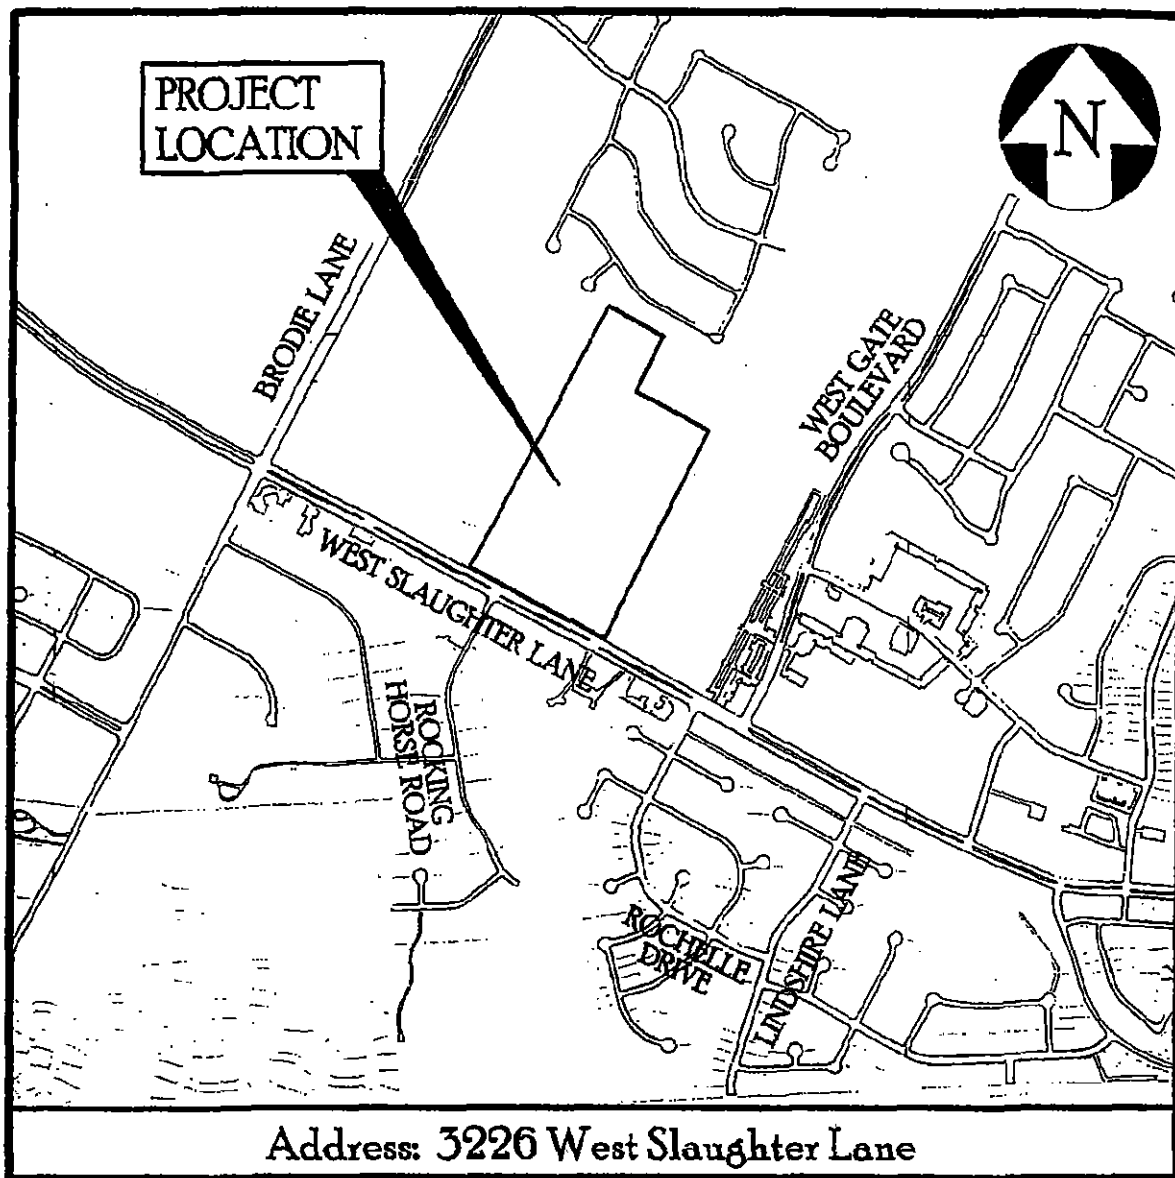 PROJECT
LOCATION
N
BRODIE LANE
WEST GATE
BOULEVARD
WEST SLAUGHTER LANE
ROCKING
HORSE ROAD
ROCHELLE
DRIVE
LINDSHIRE LANE
Address: 3226 West Slaughter Lane